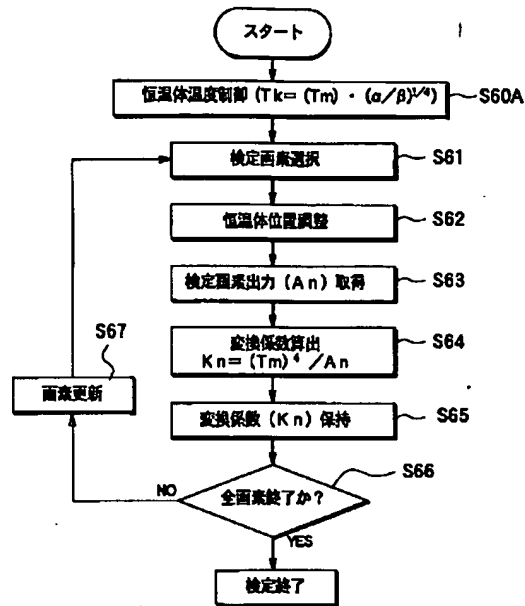 スタート
恒温体温度制御 (Tk=(Tm)・(α/β)¹/⁴)
S60A
検定画素選択
S61
恒温体位置調整
S62
検定画素出力 (An) 取得
S63
変換係数算出
Kn=(Tm)⁴/An
S64
変換係数 (Kn) 保持
S65
全画素終了か?
S66
NO
YES
S67
画素更新
検定終了